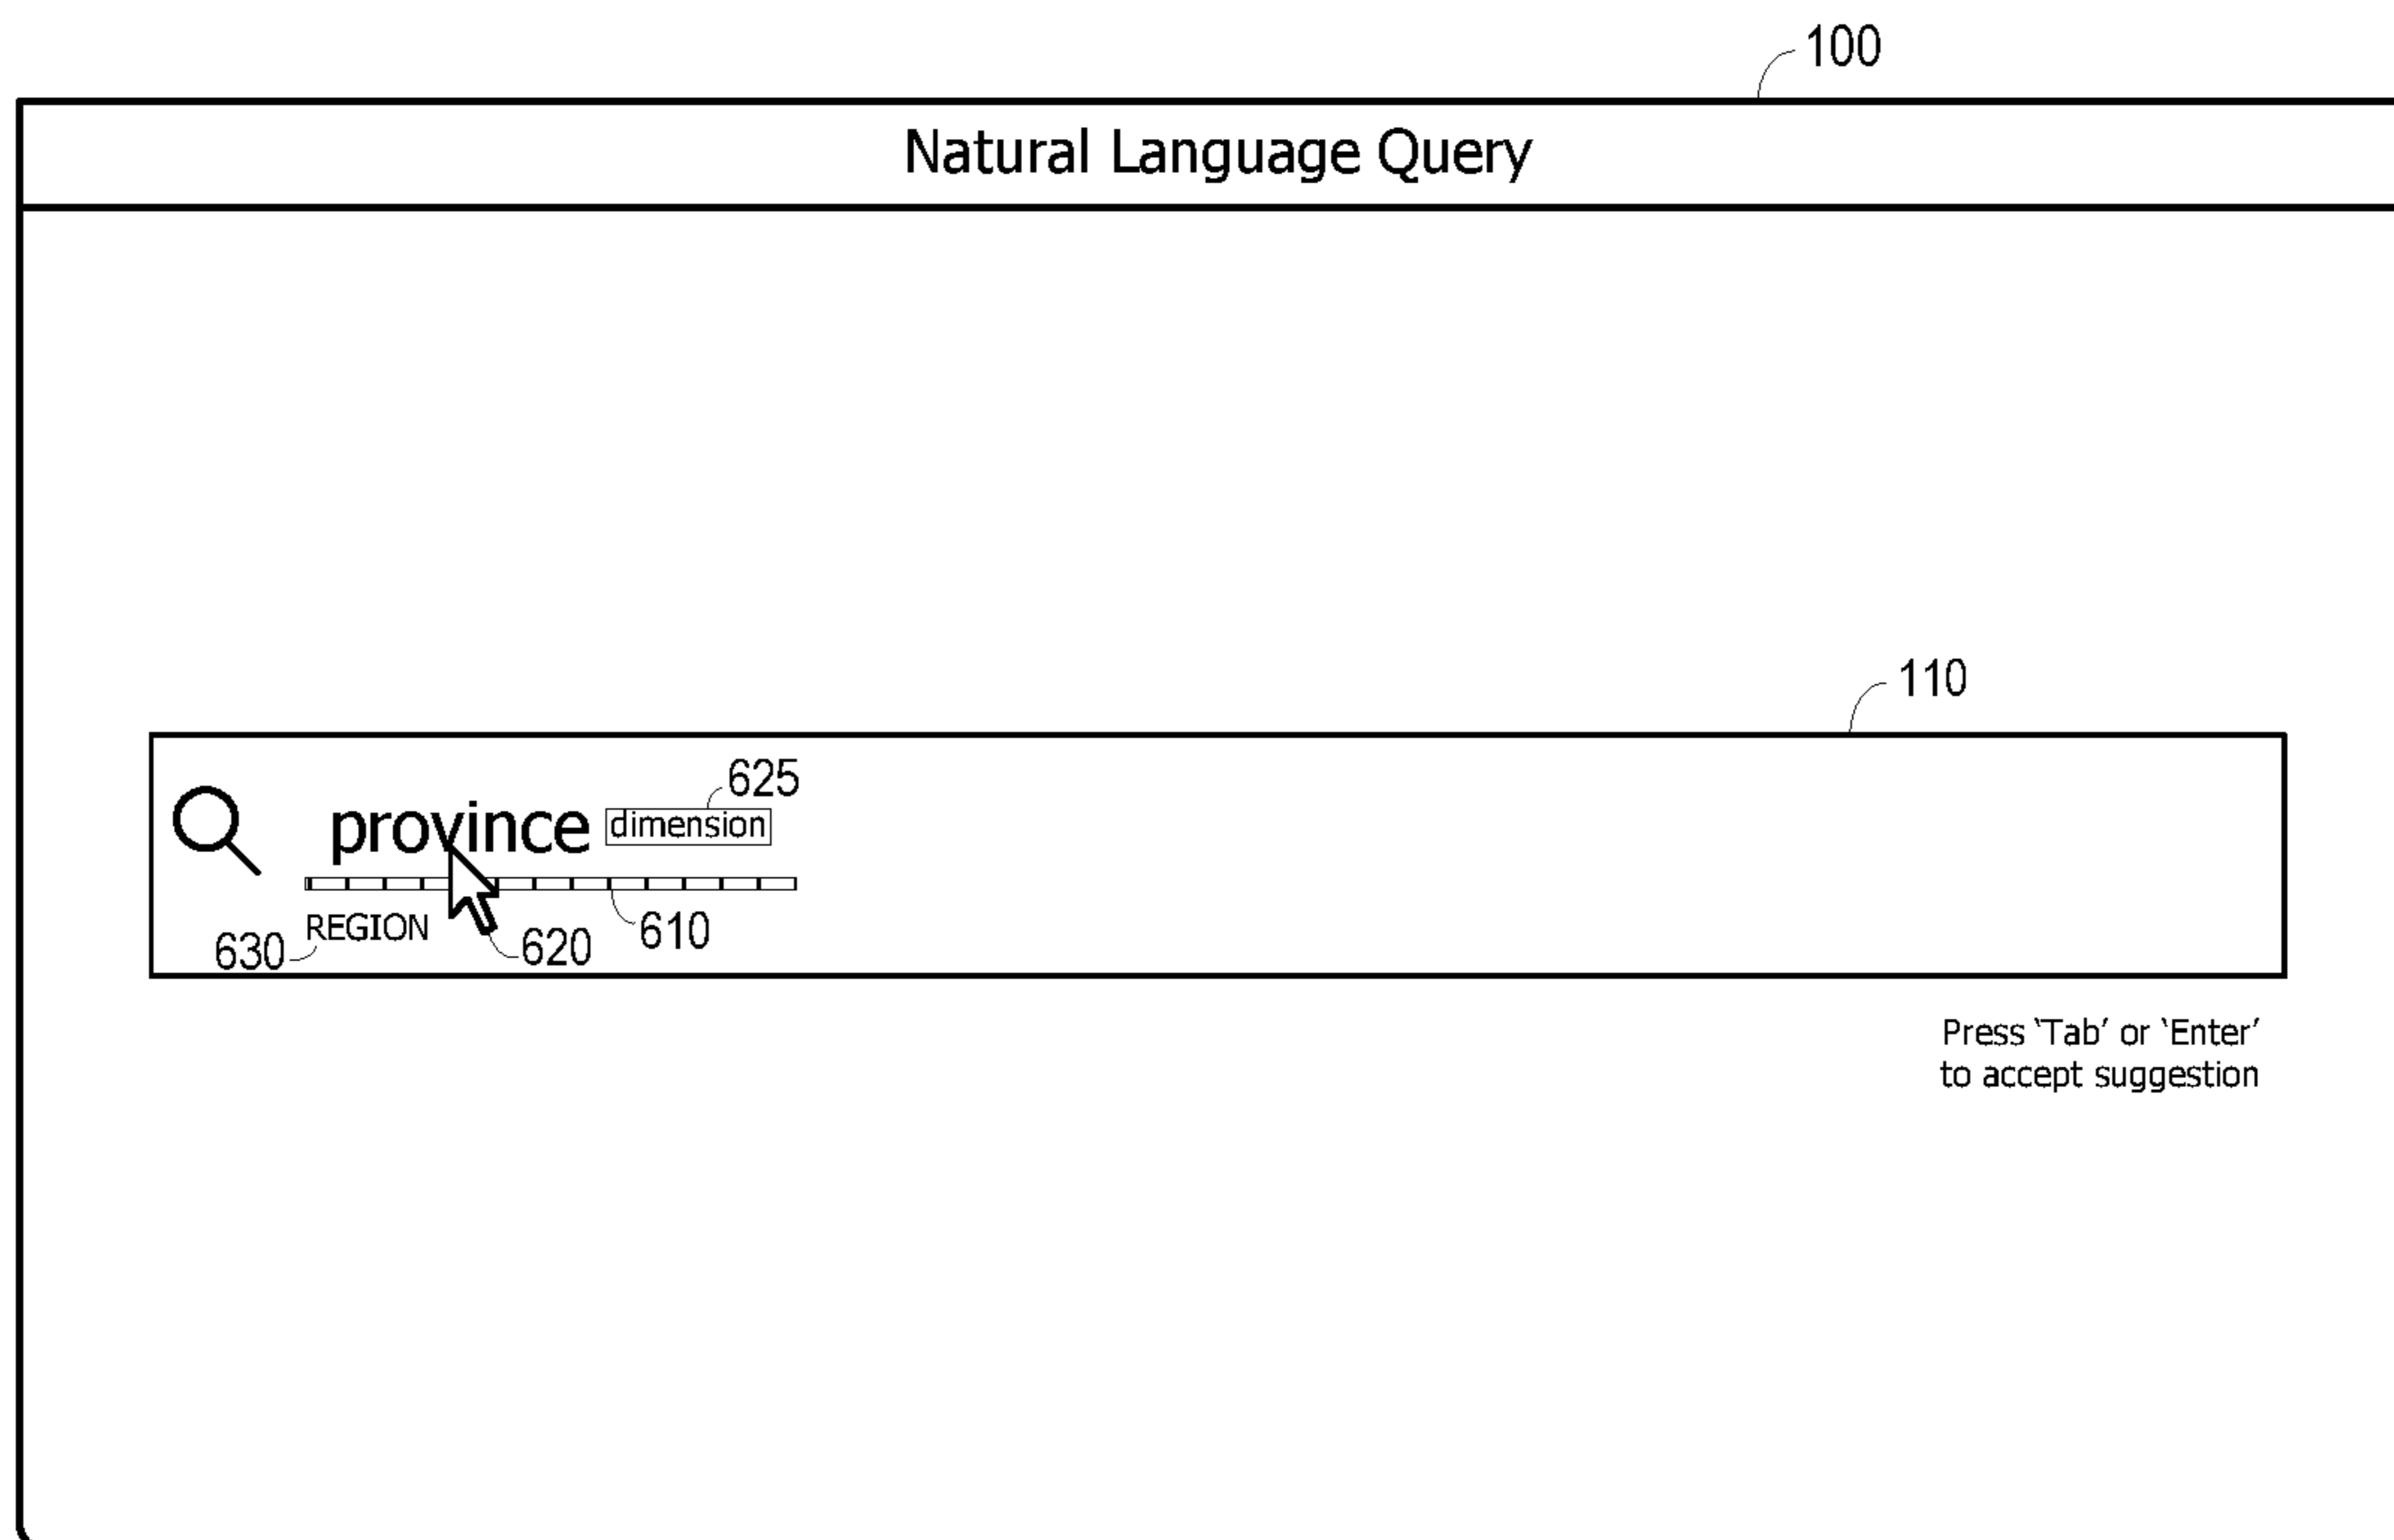 100
Natural Language Query
110
625
province dimension
630 REGION 620 610
Press ‘Tab’ or ‘Enter’
to accept suggestion